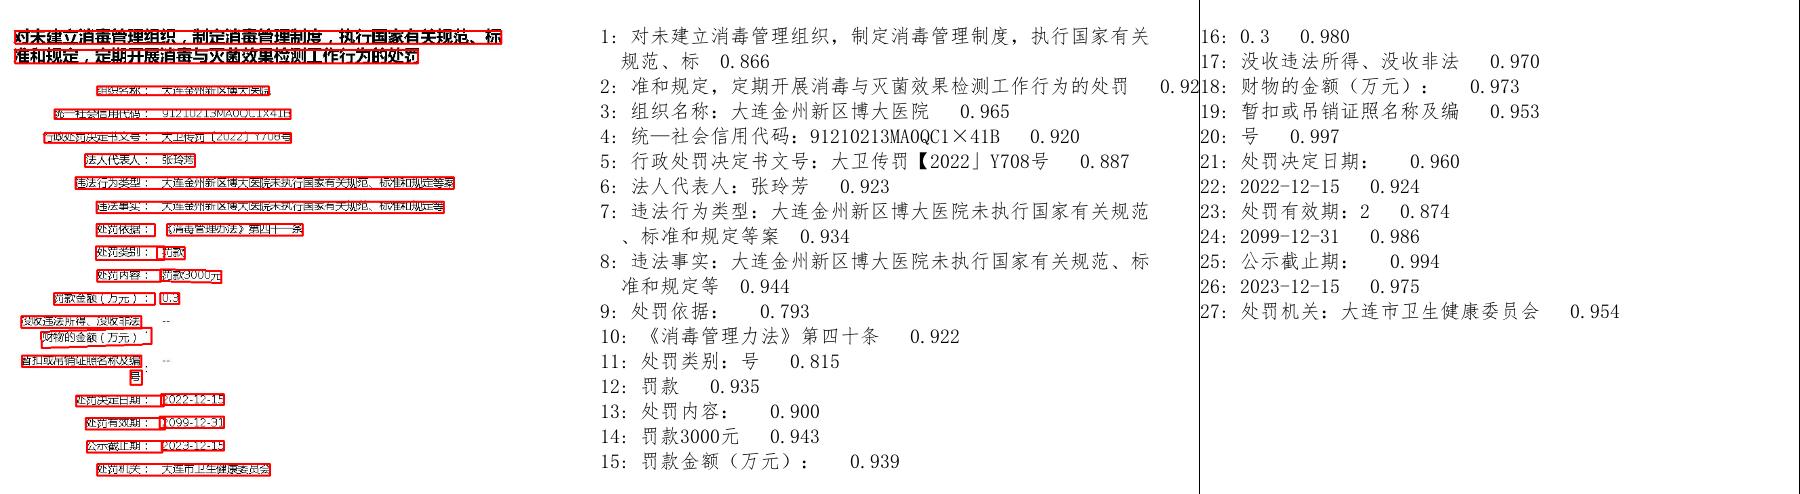 对未建立消毒管理组织，制定消毒管理制度，执行国家有关规范、标
准和规定，定期开展消毒与灭菌效果检测工作行为的处罚
组织名称： 大连金州新区博大医院
统一社会信用代码： 91210213MA0QC1X41B
行政处罚决定书文号： 大卫传罚〔2022〕Y708号
法人代表人： 张玲芳
违法行为类型： 大连金州新区博大医院未执行国家有关规范、标准和规定等案
违法事实： 大连金州新区博大医院未执行国家有关规范、标准和规定等
处罚依据： 《消毒管理办法》第四十一条
处罚类别： 罚款
处罚内容： 罚款3000元
罚款金额（万元）： 0.3
没收违法所得、没收非法 --
财物的金额（万元）：
暂扣或吊销证照名称及编 --
号：
处罚决定日期： 2022-12-15
处罚有效期： 2099-12-31
公示截止期： 2023-12-15
处罚机关： 大连市卫生健康委员会
1: 对未建立消毒管理组织，制定消毒管理制度，执行国家有关
规范、标 0.866
2: 准和规定，定期开展消毒与灭菌效果检测工作行为的处罚 0.92
3: 组织名称：大连金州新区博大医院 0.965
4: 统一社会信用代码：91210213MA0QC1×41B 0.920
5: 行政处罚决定书文号：大卫传罚【2022」Y708号 0.887
6: 法人代表人：张玲芳 0.923
7: 违法行为类型：大连金州新区博大医院未执行国家有关规范
、标准和规定等案 0.934
8: 违法事实：大连金州新区博大医院未执行国家有关规范、标
准和规定等 0.944
9: 处罚依据： 0.793
10: 《消毒管理力法》第四十条 0.922
11: 处罚类别：号 0.815
12: 罚款 0.935
13: 处罚内容： 0.900
14: 罚款3000元 0.943
15: 罚款金额（万元）： 0.939
16: 0.3 0.980
17: 没收违法所得、没收非法 0.970
18: 财物的金额（万元）： 0.973
19: 暂扣或吊销证照名称及编 0.953
20: 号 0.997
21: 处罚决定日期： 0.960
22: 2022-12-15 0.924
23: 处罚有效期：2 0.874
24: 2099-12-31 0.986
25: 公示截止期： 0.994
26: 2023-12-15 0.975
27: 处罚机关：大连市卫生健康委员会 0.954